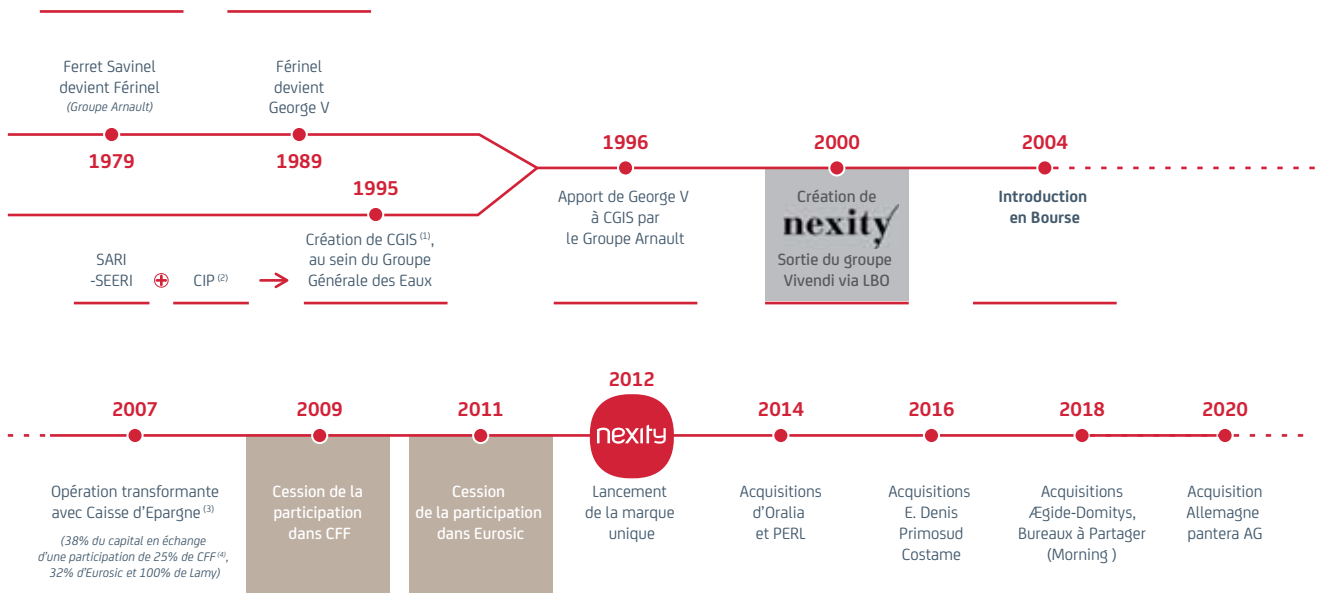 Ferret Savinel
devient Férinel
(Groupe Arnault)
1979
Férinel
devient
George V
1989
1995
Création de CGIS (1),
au sein du Groupe
Générale des Eaux
SARI
-SEERI
CIP (2)
1996
Apport de George V
à CGIS par
le Groupe Arnault
2000
Création de
nexity
Sortie du groupe
Vivendi via LBO
2004
Introduction
en Bourse
2007
Opération transformante
avec Caisse d'Epargne (3)
(38% du capital en échange
d'une participation de 25% de CFF (4),
32% d'Eurosic et 100% de Lamy)
2009
Cession de la
participation
dans CFF
2011
Cession
de la participation
dans Eurosic
2012
nexity
Lancement
de la marque
unique
2014
Acquisitions
d'Oralia
et PERL
2016
Acquisitions
E. Denis
Primosud
Costame
2018
Acquisitions
Ægide-Domitys,
Bureaux à Partager
(Morning )
2020
Acquisition
Allemagne
pantera AG